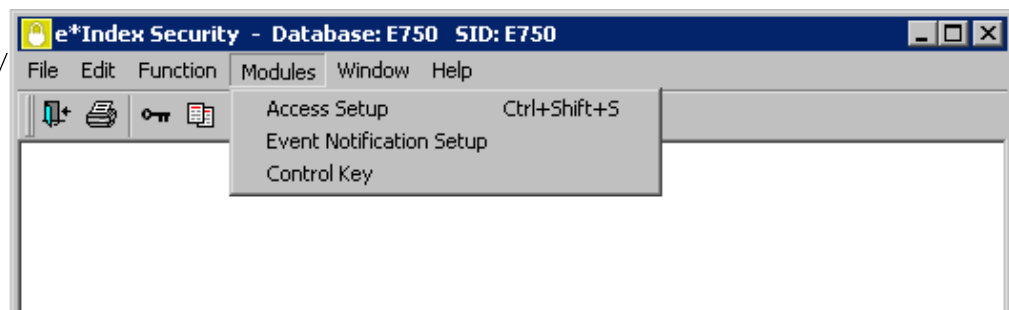 e*Index Security - Database: E750 SID: E750
File Edit Function Modules Window Help
Access Setup Ctrl+Shift+S
Event Notification Setup
Control Key